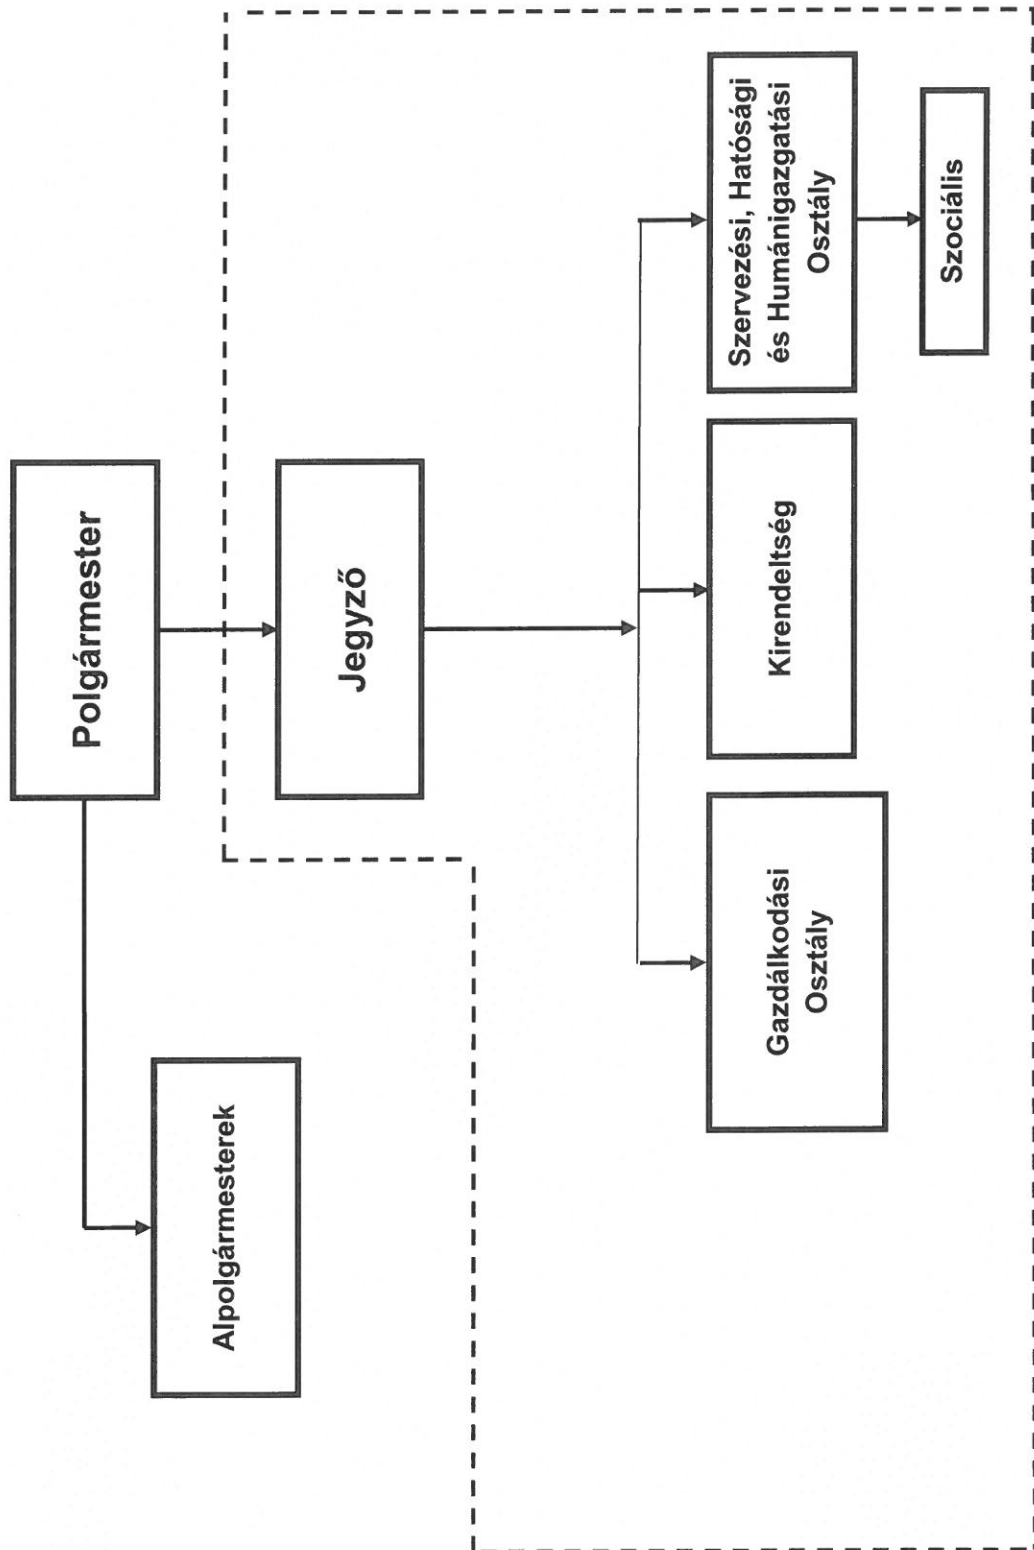 Polgármester
Alpolgármesterek
Jegyző
Gazdálkodási
Osztály
Kirendeltség
Szervezési, Hatósági
és Humánigazgatási
Osztály
Szociális